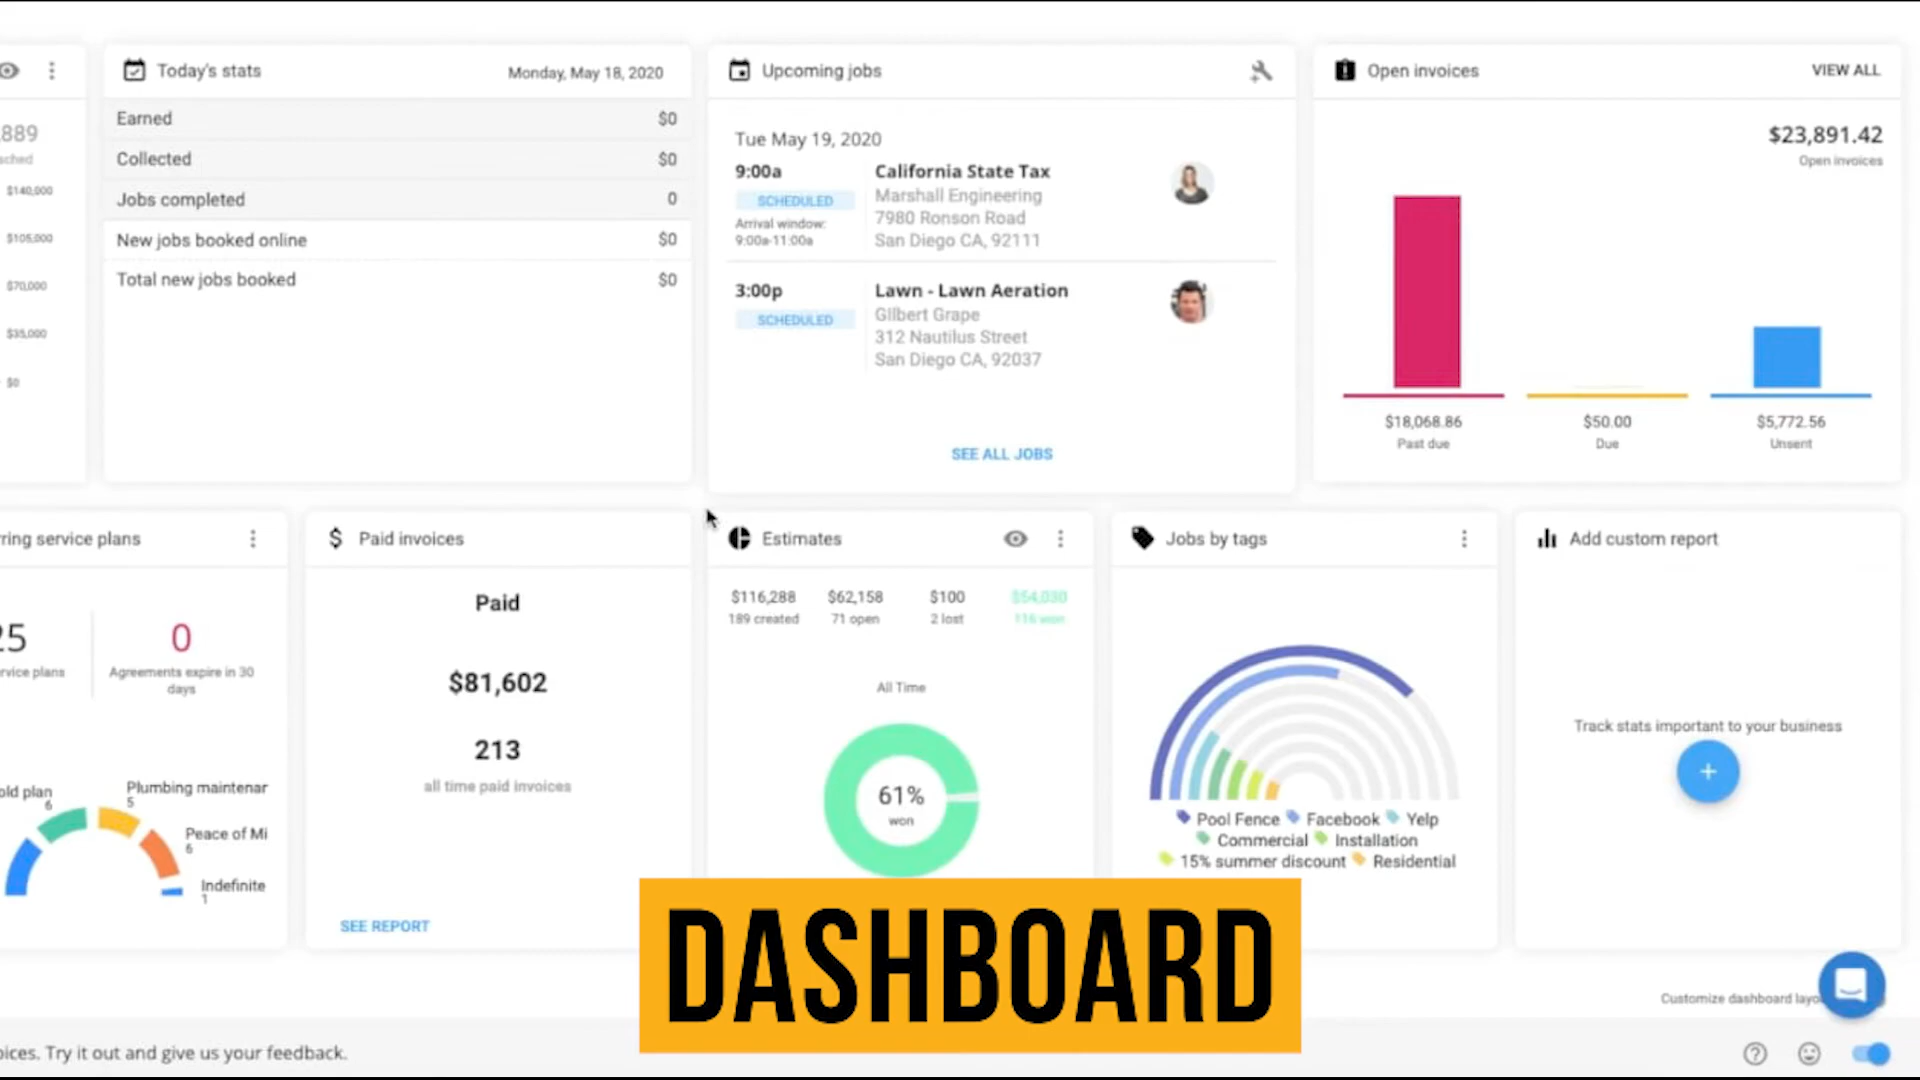 889
ched
$140,000
$105,000
$70,000
$35,000
$0
Today's stats
Monday, May 18, 2020
Earned $0
Collected $0
Jobs completed 0
New jobs booked online $0
Total new jobs booked $0
Upcoming jobs
Tue May 19, 2020
9:00a
SCHEDULED
Arrival window:
9:00a-11:00a
California State Tax
Marshall Engineering
7980 Ronson Road
San Diego CA, 92111
3:00p
SCHEDULED
Lawn - Lawn Aeration
GIlbert Grape
312 Nautilus Street
San Diego CA, 92037
SEE ALL JOBS
Open invoices
VIEW ALL
$23,891.42
Open invoices
$18,068.86
Past due
$50.00
Due
$5,772.56
Unsent
ring service plans
25
rvice plans
0
Agreements expire in 30
days
old plan
6
Plumbing maintenar
5
Peace of Mi
6
Indefinite
1
Paid invoices
Paid
$81,602
213
all time paid invoices
SEE REPORT
Estimates
$116,288
189 created
$62,158
71 open
$100
2 lost
$54,030
116 won
All Time
61%
won
Jobs by tags
Pool Fence Facebook Yelp
Commercial Installation
15% summer discount Residential
Add custom report
Track stats important to your business
+
DASHBOARD
Customize dashboard layou
oices. Try it out and give us your feedback.